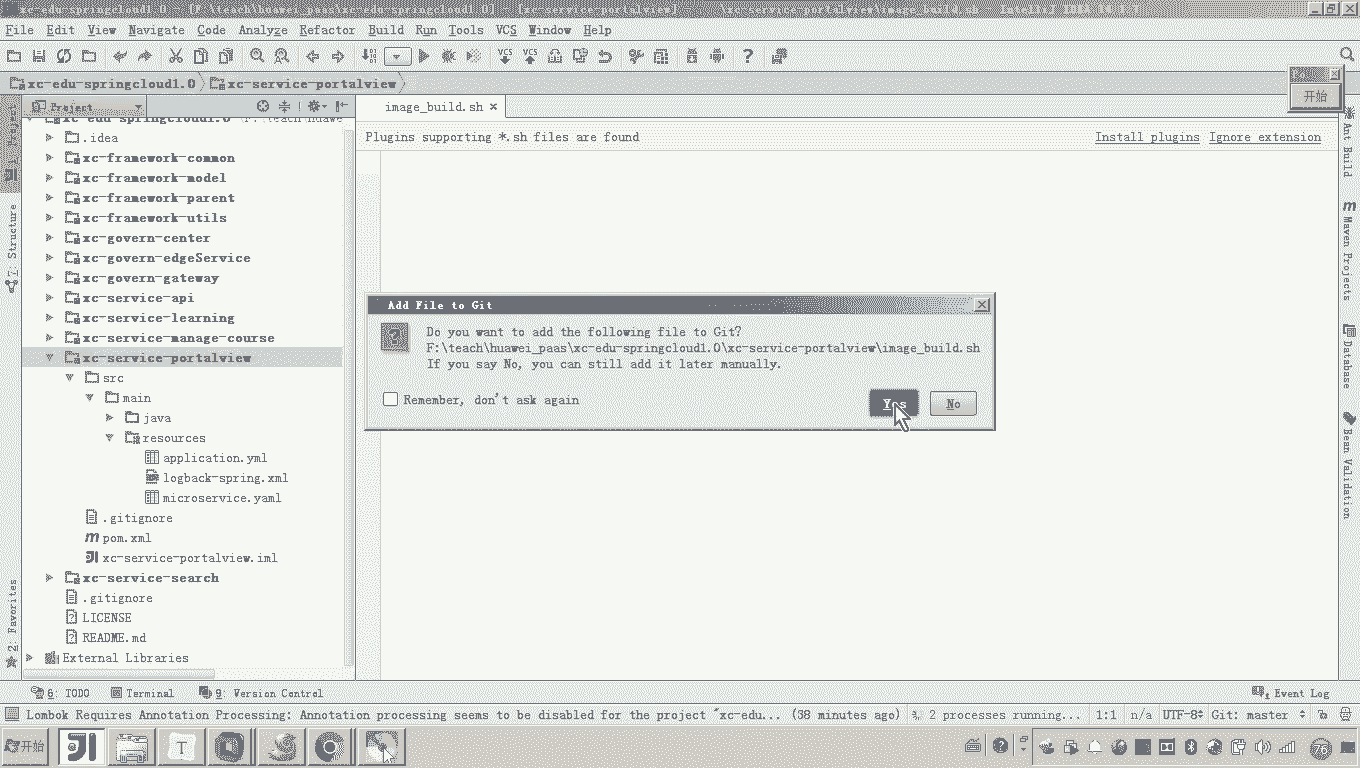 xc-edu-springcloud1.0 - [F:\teach\huawei_paas\xc-edu-springcloud1.0] - [xc-service-portalview] - ...\xc-service-portalview\image_build.sh - IntelliJ IDEA
File Edit View Navigate Code Analyze Refactor Build Run Tools VCS Window Help
xc-edu-springcloud1.0 xc-service-portalview
开始
Project
image_build.sh
xc-edu-springcloud1.0 F:\teach\huawe
Plugins supporting *.sh files are found
Install plugins Ignore extension
.idea
xc-framework-common
xc-framework-model
xc-framework-parent
xc-framework-utils
xc-govern-center
xc-govern-edgeService
xc-govern-gateway
xc-service-api
xc-service-learning
xc-service-manage-course
xc-service-portalview
src
main
java
resources
application.yml
logback-spring.xml
microservice.yaml
.gitignore
pom.xml
xc-service-portalview.iml
xc-service-search
.gitignore
LICENSE
README.md
External Libraries
Add File to Git
Do you want to add the following file to Git?
F:\teach\huawei_paas\xc-edu-springcloud1.0\xc-service-portalview\image_build.sh
If you say No, you can still add it later manually.
Remember, don't ask again
Yes
No
1: Project
7: Structure
2: Favorites
Ant Build
Maven Projects
Database
Bean Validation
6: TODO Terminal 9: Version Control
Event Log
Lombok Requires Annotation Processing: Annotation processing seems to be disabled for the project "xc-edu... (38 minutes ago)
2 processes running... 1:1 n/a UTF-8 Git: master
开始
T
76